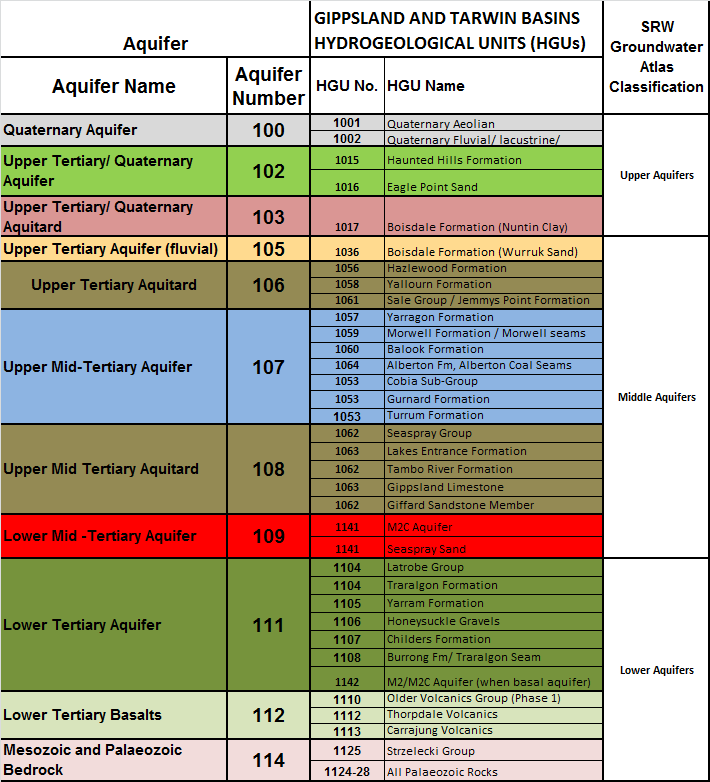 Aquifer
GIPPSLAND AND TARWIN BASINS
HYDROGEOLOGICAL UNITS (HGUs)
SRW
Groundwater
Atlas
Classification
Aquifer Name
Aquifer
Number
HGU No.
HGU Name
Quaternary Aquifer
100
1001 Quaternary Aeolian
1002 Quaternary Fluvial/ lacustrine/
Upper Tertiary/ Quaternary
Aquifer
102
1015 Haunted Hills Formation
1016 Eagle Point Sand
Upper Tertiary/ Quaternary
Aquitard
103
1017 Boisdale Formation (Nuntin Clay)
Upper Aquifers
Upper Tertiary Aquifer (fluvial)
105
1036 Boisdale Formation (Wurruk Sand)
Upper Tertiary Aquitard
106
1056 Hazlewood Formation
1058 Yallourn Formation
1061 Sale Group / Jemmys Point Formation
Upper Mid-Tertiary Aquifer
107
1057 Yarragon Formation
1059 Morwell Formation / Morwell seams
1060 Balook Formation
1064 Alberton Fm, Alberton Coal Seams
1053 Cobia Sub-Group
1053 Gurnard Formation
1053 Turrum Formation
Upper Mid Tertiary Aquitard
108
1062 Seaspray Group
1063 Lakes Entrance Formation
1062 Tambo River Formation
1063 Gippsland Limestone
1062 Giffard Sandstone Member
Lower Mid -Tertiary Aquifer
109
1141 M2C Aquifer
1141 Seaspray Sand
Middle Aquifers
Lower Tertiary Aquifer
111
1104 Latrobe Group
1104 Traralgon Formation
1105 Yarram Formation
1106 Honeysuckle Gravels
1107 Childers Formation
1108 Burrong Fm/ Traralgon Seam
1142 M2/M2C Aquifer (when basal aquifer)
Lower Tertiary Basalts
112
1110 Older Volcanics Group (Phase 1)
1112 Thorpdale Volcanics
1113 Carrajung Volcanics
Mesozoic and Palaeozoic
Bedrock
114
1125 Strzelecki Group
1124-28 All Palaeozoic Rocks
Lower Aquifers